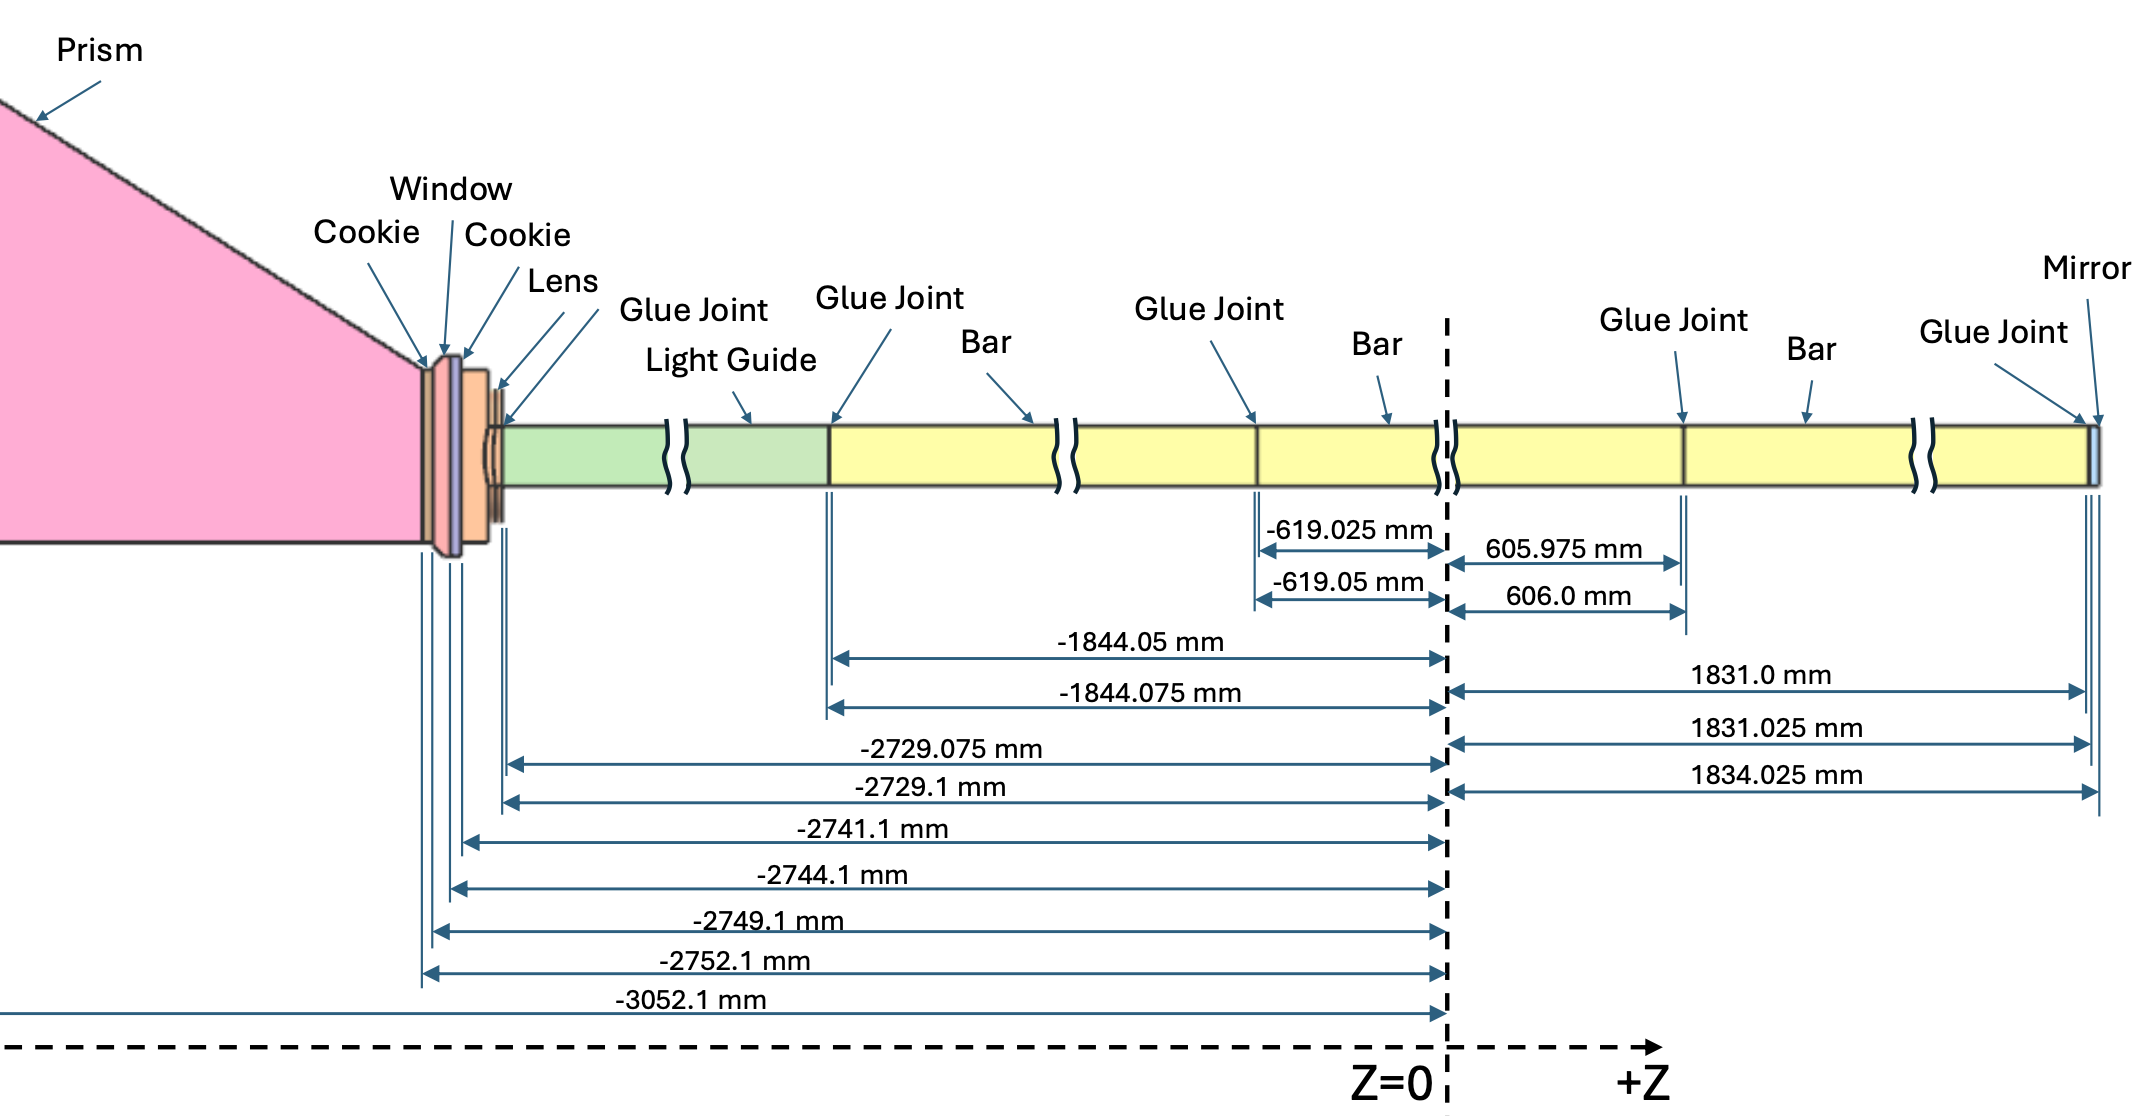 Prism
Window
Cookie
Cookie
Lens
Glue Joint
Light Guide
Glue Joint
Bar
Glue Joint
Bar
Glue Joint
Bar
Glue Joint
Mirror
-619.025 mm
-619.05 mm
605.975 mm
606.0 mm
-1844.05 mm
-1844.075 mm
1831.0 mm
1831.025 mm
1834.025 mm
-2729.075 mm
-2729.1 mm
-2741.1 mm
-2744.1 mm
-2749.1 mm
-2752.1 mm
-3052.1 mm
Z=0
+Z